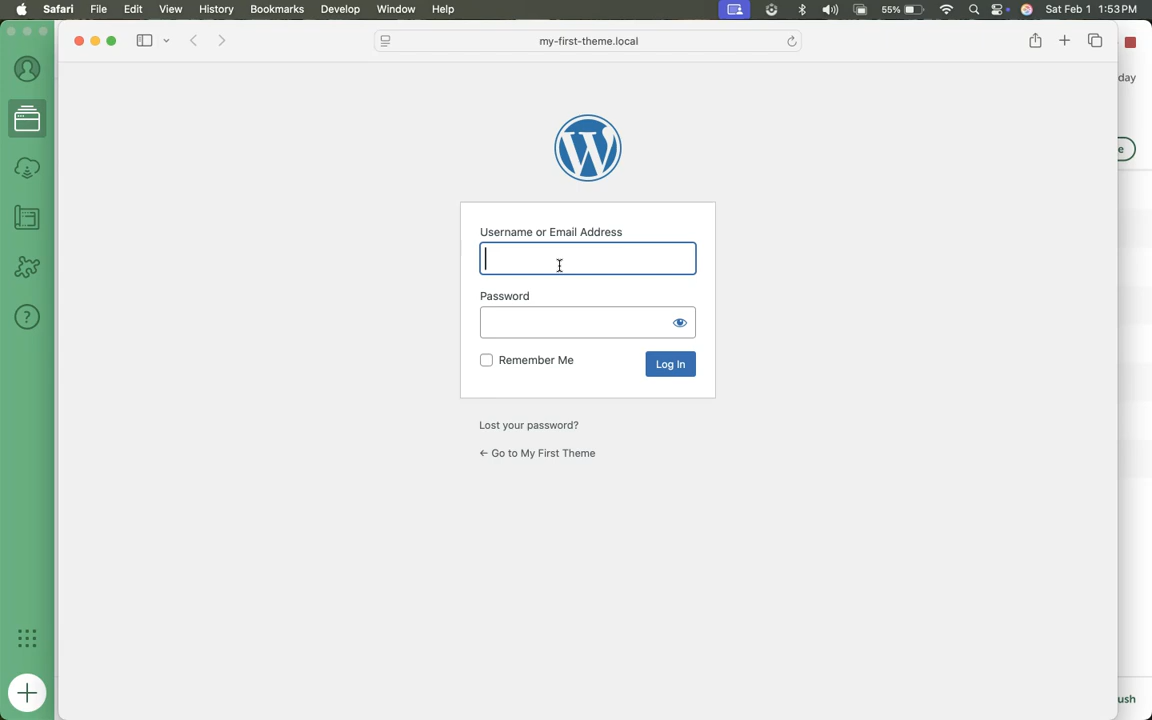 Safari File Edit View History Bookmarks Develop Window Help 55% Sat Feb 1 1:53 PM
my-first-theme.local
day
e
Username or Email Address
Password
Remember Me
Log In
Lost your password?
← Go to My First Theme
?
ush